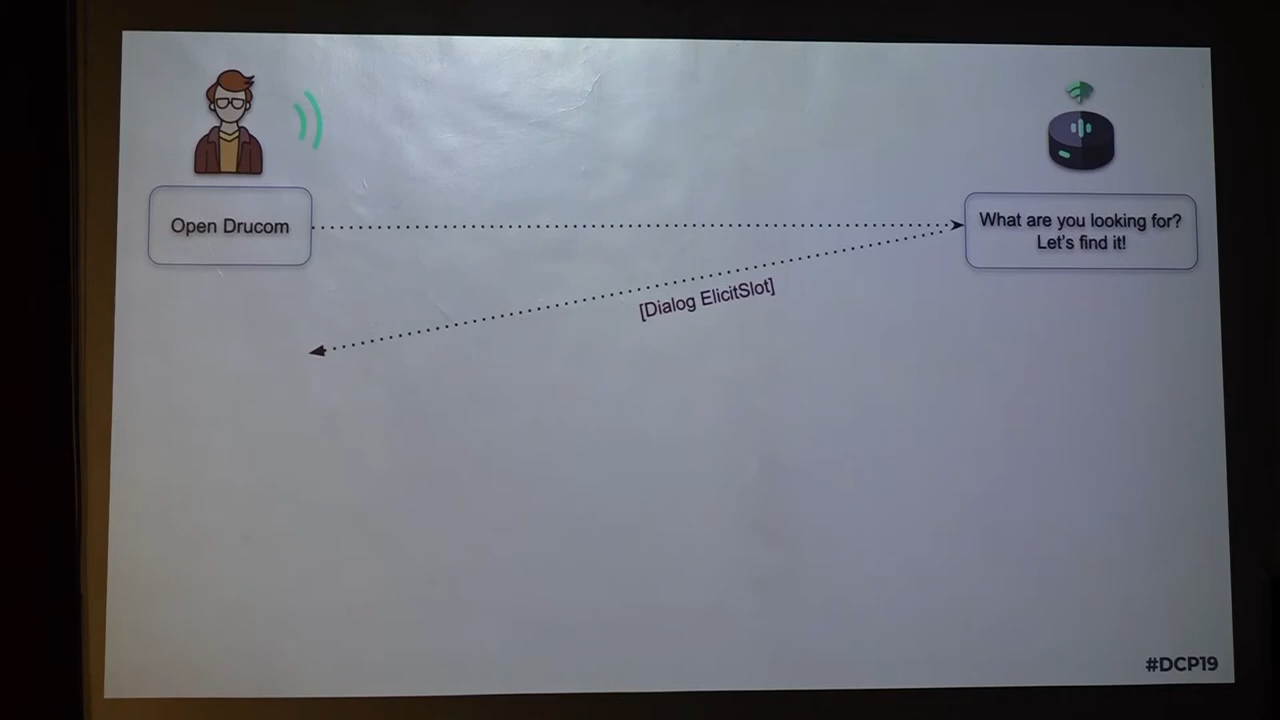 Open Drucom
What are you looking for?
Let's find it!
[Dialog ElicitSlot]
#DCP19